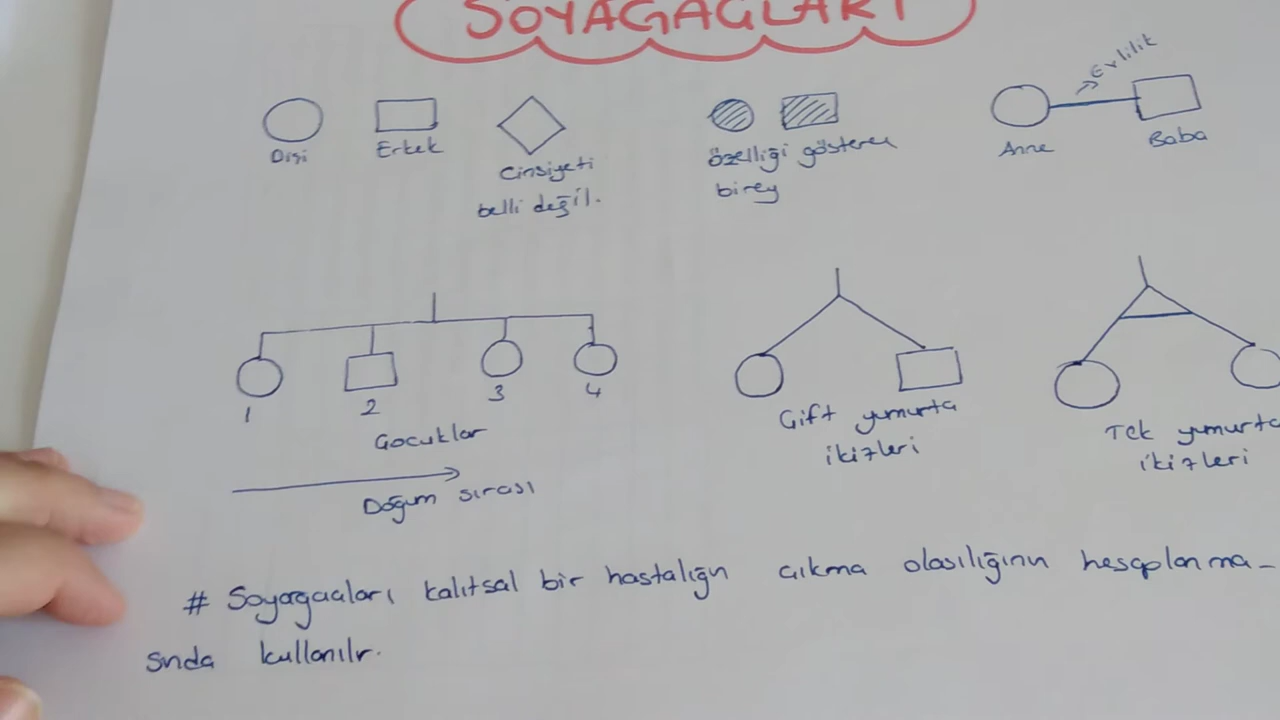 SOYAĞAÇLARI
Dişi
Erkek
Cinsiyeti
belli değil.
özelliği gösteren
birey
Evlilik
Anne
Baba
1
2
3
4
Çocuklar
Doğum sırası
Çift yumurta
ikizleri
Tek yumurta
ikizleri
# Soyağaçları, kalıtsal bir hastalığın çıkma olasılığının hesaplanma-
sında kullanılır.